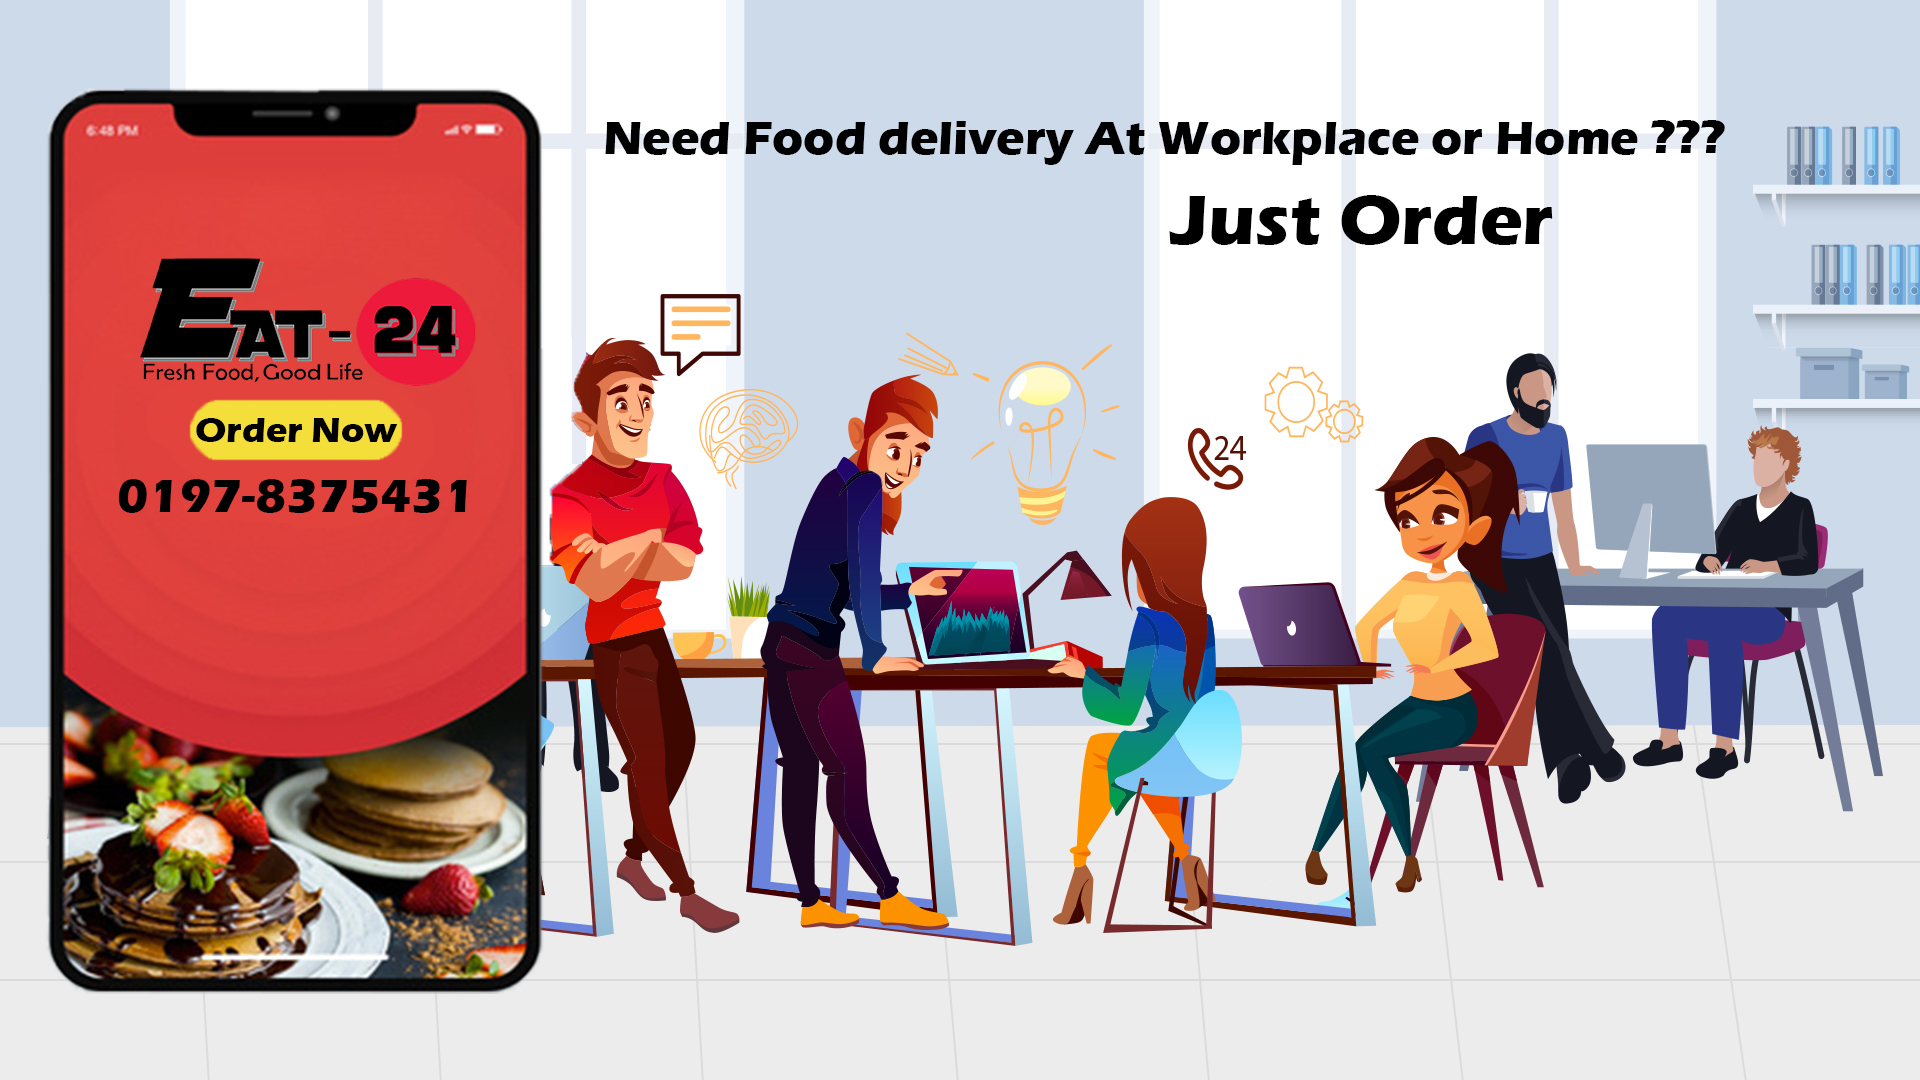 6:48 PM
Need Food delivery At Workplace or Home ???
Just Order
EAT-24
Fresh Food, Good Life
Order Now
0197-8375431
24